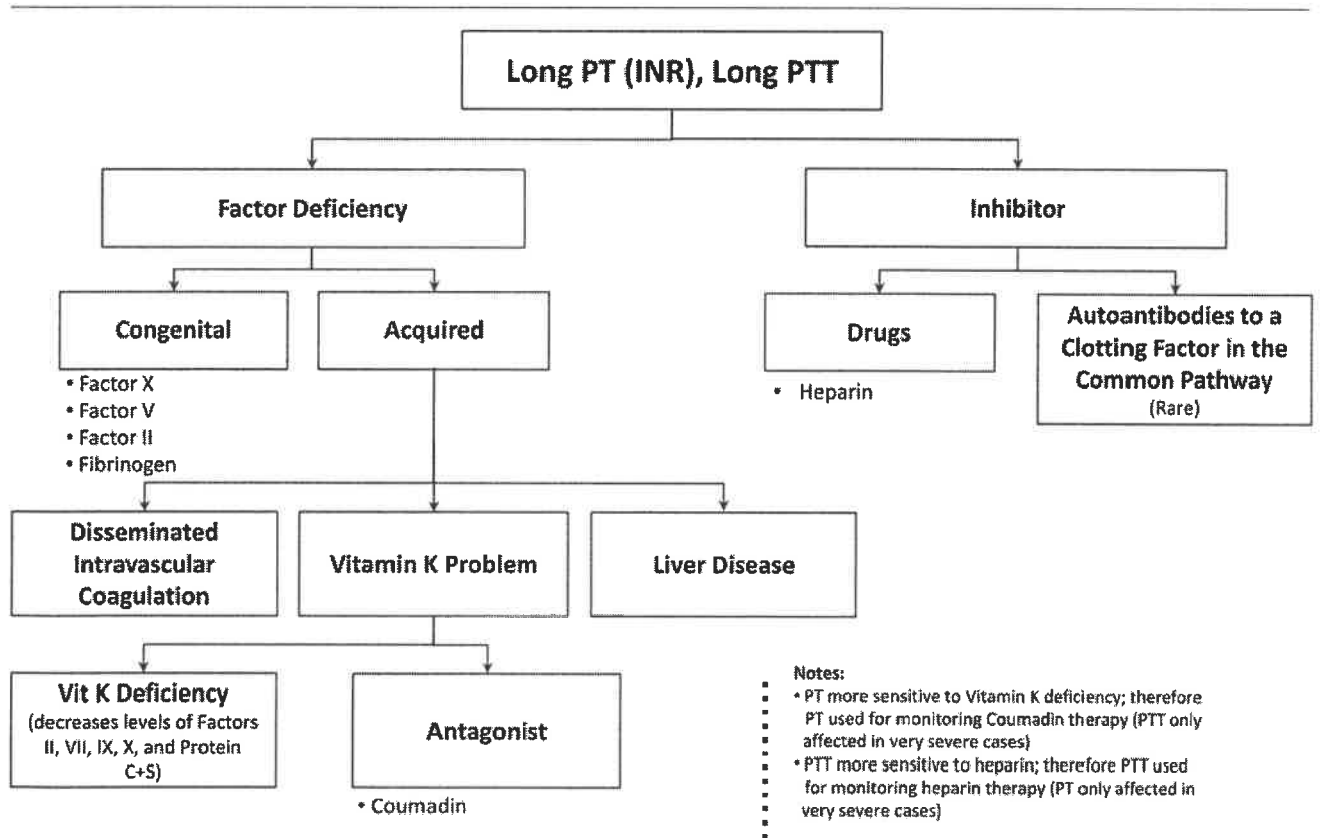 Long PT (INR), Long PTT
Factor Deficiency
Inhibitor
Congenital
• Factor X
• Factor V
• Factor II
• Fibrinogen
Acquired
Drugs
• Heparin
Autoantibodies to a
Clotting Factor in the
Common Pathway
(Rare)
Disseminated
Intravascular
Coagulation
Vitamin K Problem
Liver Disease
Vit K Deficiency
(decreases levels of Factors
II, VII, IX, X, and Protein
C+S)
Antagonist
• Coumadin
Notes:
• PT more sensitive to Vitamin K deficiency; therefore
PT used for monitoring Coumadin therapy (PTT only
affected in very severe cases)
• PTT more sensitive to heparin; therefore PTT used
for monitoring heparin therapy (PT only affected in
very severe cases)